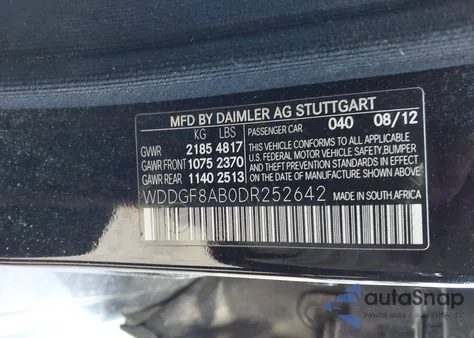 MFD BY DAIMLER AG STUTTGART
KG LBS PASSENGER CAR 040 08/12
GVWR 2185 4817 THIS VEHICLE CONFORMS TO ALL APPLICABLE
GAWR FRONT 1075 2370 U.S. FEDERAL MOTOR VEHICLE SAFETY, BUMPER
GAWR REAR 1140 2513 AND THEFT PREVENTION STANDARDS IN EFFECT
ON THE DATE OF MANUFACTURE SHOWN ABOVE.
WDDGF8AB0DR252642 MADE IN SOUTH AFRICA
autoSnap